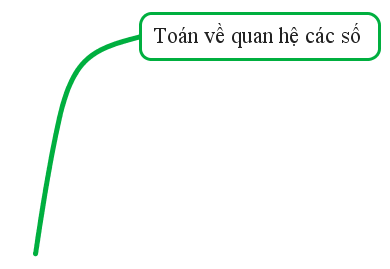 Toán về quan hệ các số